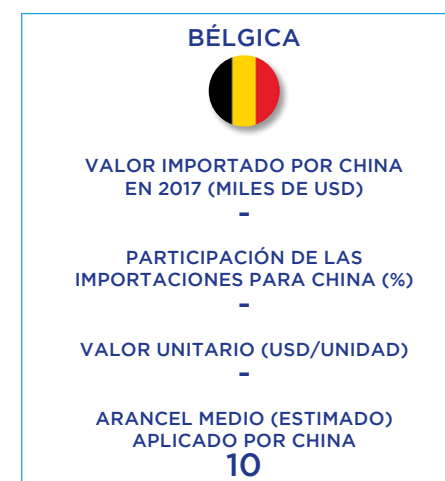 BÉLGICA
VALOR IMPORTADO POR CHINA
EN 2017 (MILES DE USD)
-
PARTICIPACIÓN DE LAS
IMPORTACIONES PARA CHINA (%)
-
VALOR UNITARIO (USD/UNIDAD)
-
ARANCEL MEDIO (ESTIMADO)
APLICADO POR CHINA
10